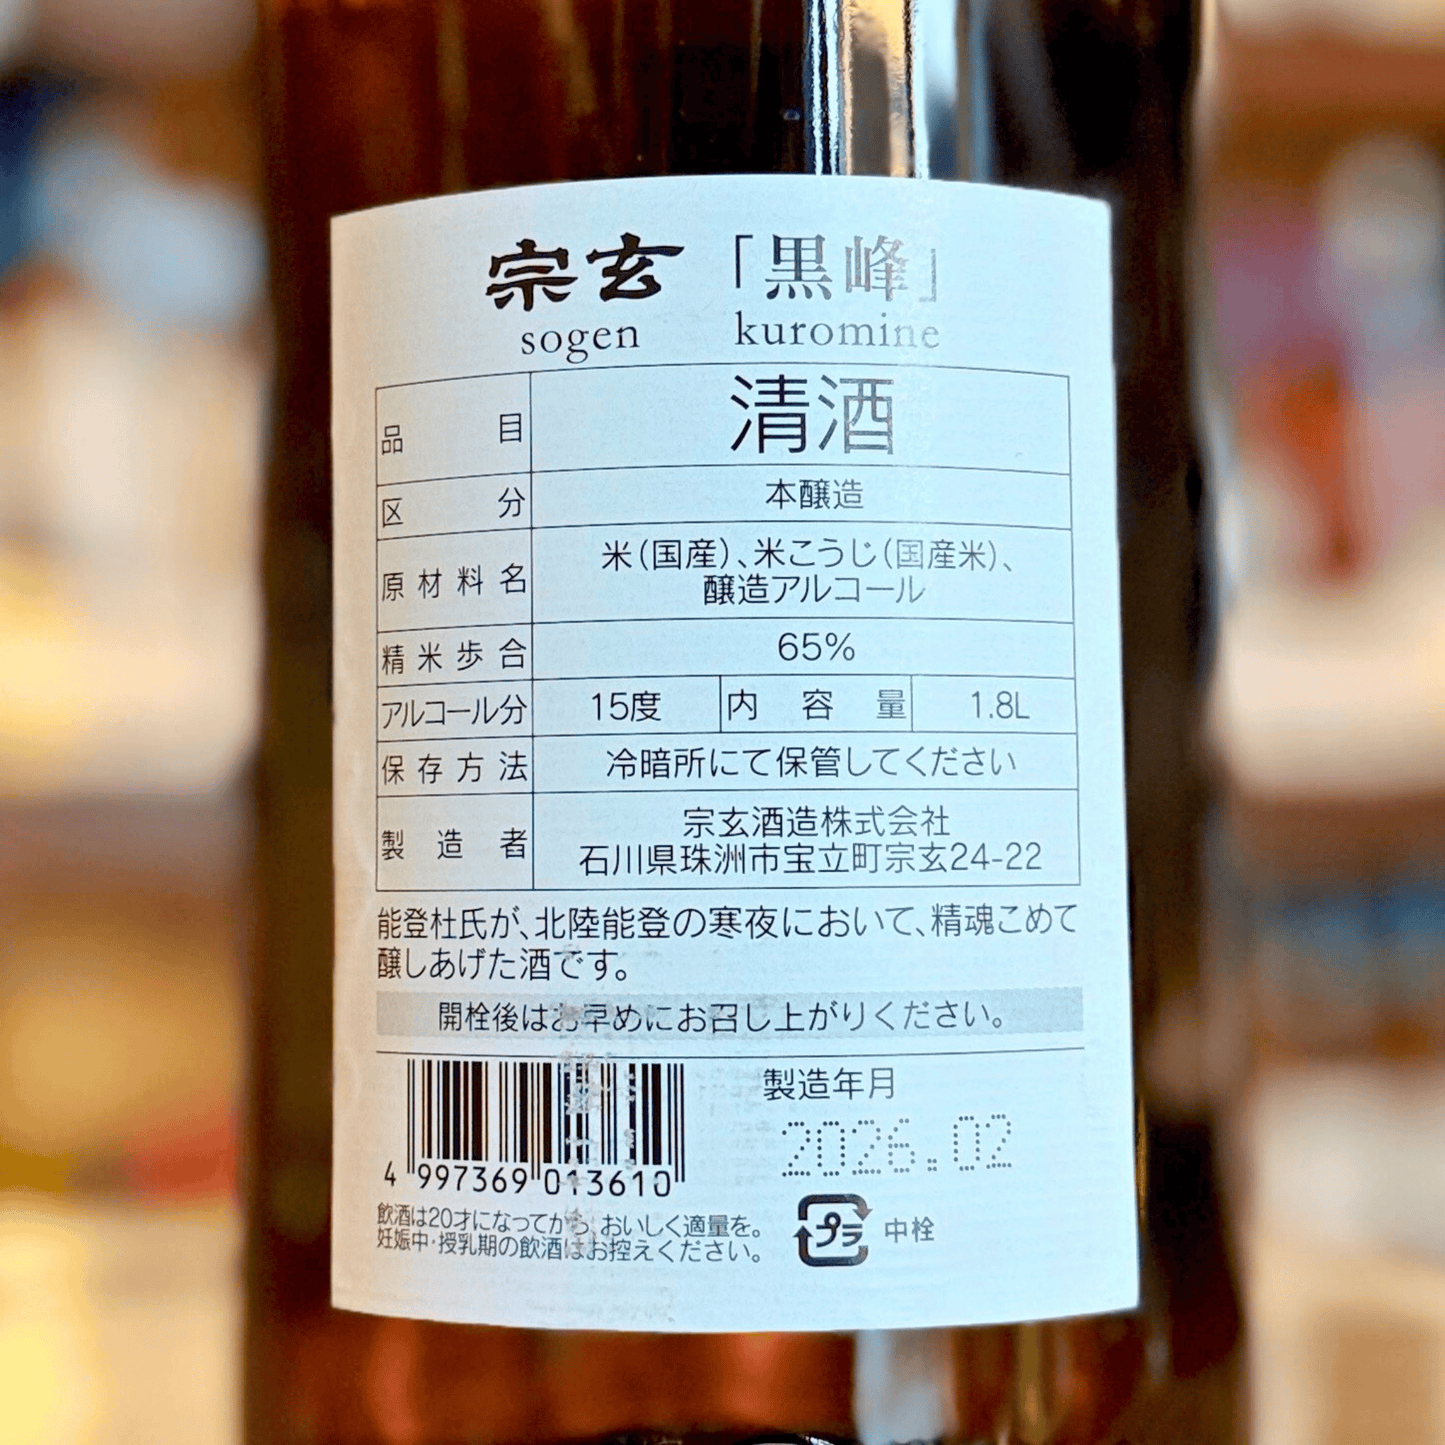 宗玄「黒峰」
sogen kuromine
品目 清酒
区分 本醸造
原材料名 米(国産)、米こうじ(国産米)、
醸造アルコール
精米歩合 65%
アルコール分 15度 内容量 1.8L
保存方法 冷暗所にて保管してください
製造者 宗玄酒造株式会社
石川県珠洲市宝立町宗玄24-22
能登杜氏が、北陸能登の寒夜において、精魂こめて
醸しあげた酒です。
開栓後はお早めにお召し上がりください。
製造年月
2026.02
4 997369 013610
飲酒は20才になってから。おいしく適量を。
妊娠中・授乳期の飲酒はお控えください。
プラ 中栓